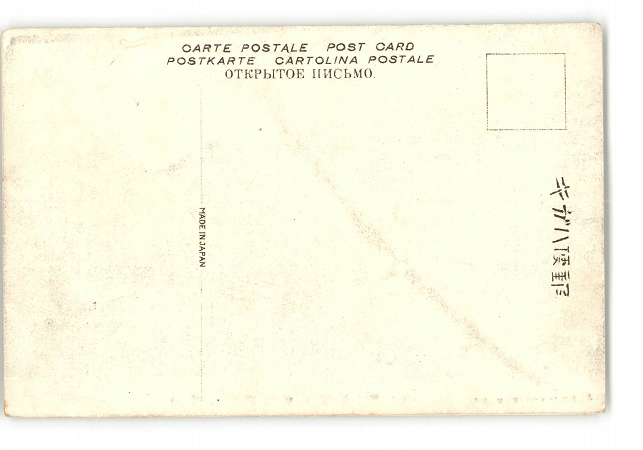 CARTE POSTALE POST CARD
POSTKARTE CARTOLINA POSTALE
ОТКРЫТОЕ ПИСЬМО.
MADE IN JAPAN
郵便ハガキ